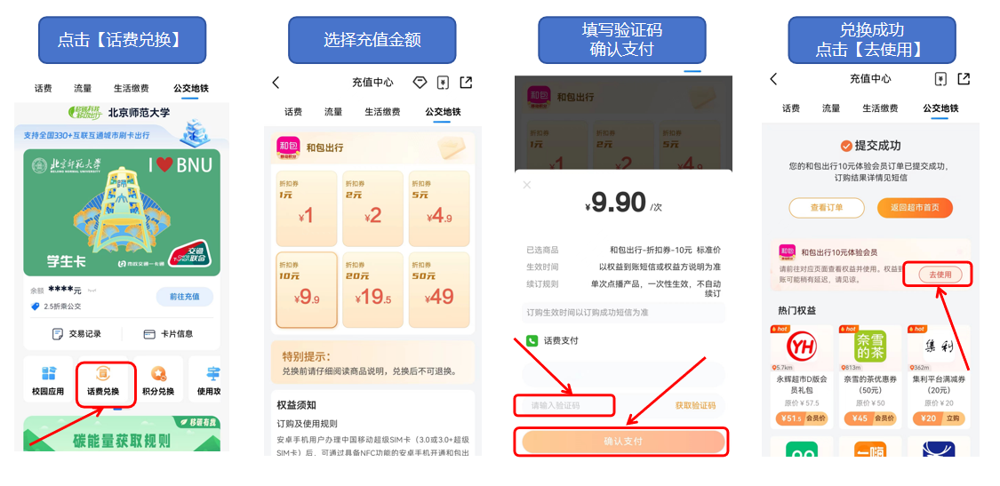 点击【话费兑换】
话费
流量
生活缴费
公交地铁
北京师范大学
支持全国330+互联互通城市刷卡出行
北京师范大学
I ❤ BNU
学生卡
市政交通一卡通
交通联合
余额 ****元
2.5折乘公交
前往充值
交易记录
卡片信息
校园应用
话费兑换
积分兑换
使用攻
移碳有我
碳能量获取规则
选择充值金额
充值中心
话费
流量
生活缴费
公交地铁
和包
和包出行
折扣券
1元
¥1
折扣券
2元
¥2
折扣券
5元
¥4.9
折扣券
10元
¥9.9
折扣券
20元
¥19.5
折扣券
50元
¥49
特别提示：
兑换前请仔细阅读商品说明，兑换后不可退换。
权益须知
订购及使用规则
安卓手机用户办理中国移动超级SIM卡（3.0或3.0+超级
SIM卡）后，可通过具备NFC功能的安卓手机开通和包出
填写验证码
确认支付
和包
和包出行
折扣券
1元
¥1
折扣券
2元
¥2
折扣券
5元
¥4.9
¥9.90 /次
已选商品
和包出行-折扣券-10元 标准价
生效时间
以权益到账短信或权益方说明为准
续订规则
单次点播产品，一次性生效，不自动
续订
订购生效时间以订购成功短信为准
话费支付
请输入验证码
获取验证码
确认支付
兑换成功
点击【去使用】
充值中心
话费
流量
生活缴费
公交地铁
提交成功
您的和包出行10元体验会员订单已提交成功，
订购结果详情见短信
查看订单
返回超市首页
和包
和包出行10元体验会员
请前往对应页面查看权益并使用。权益到
账可能稍有延迟，请见谅。
去使用
热门权益
hot
YH
5.7km
永辉超市D版会
员礼包
原价¥57.5
¥51.5 会员价
hot
奈雪
的茶
813m
奈雪的茶优惠券
（50元）
原价¥50
¥45 会员价
hot
集利
362m
集利平台满减券
（20元）
原价¥20
¥20 立购
一嗨